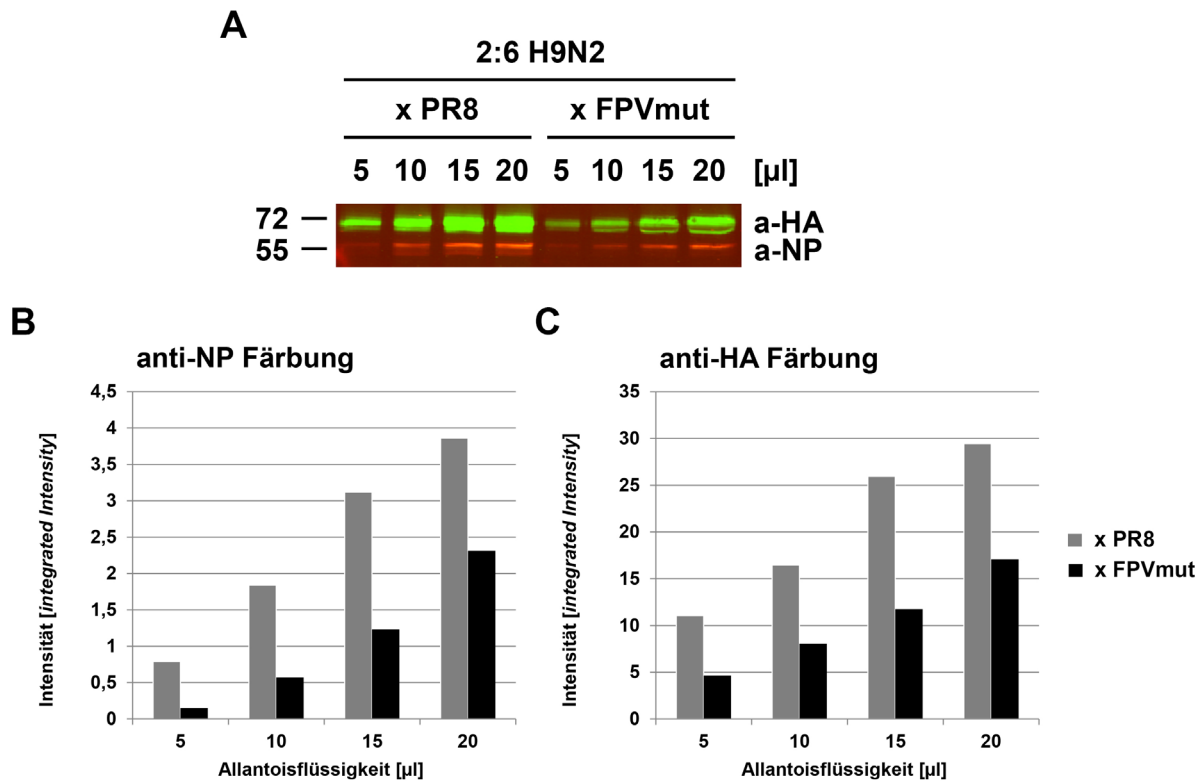 A
2:6 H9N2
x PR8 x FPVmut
5 10 15 20 5 10 15 20 [µl]
72 a-HA
55 a-NP
B
anti-NP Färbung
Intensität [integrated Intensity]
4,5
4
3,5
3
2,5
2
1,5
1
0,5
0
5 10 15 20
Allantoisflüssigkeit [µl]
C
anti-HA Färbung
Intensität [integrated Intensity]
35
30
25
20
15
10
5
0
5 10 15 20
Allantoisflüssigkeit [µl]
x PR8
x FPVmut